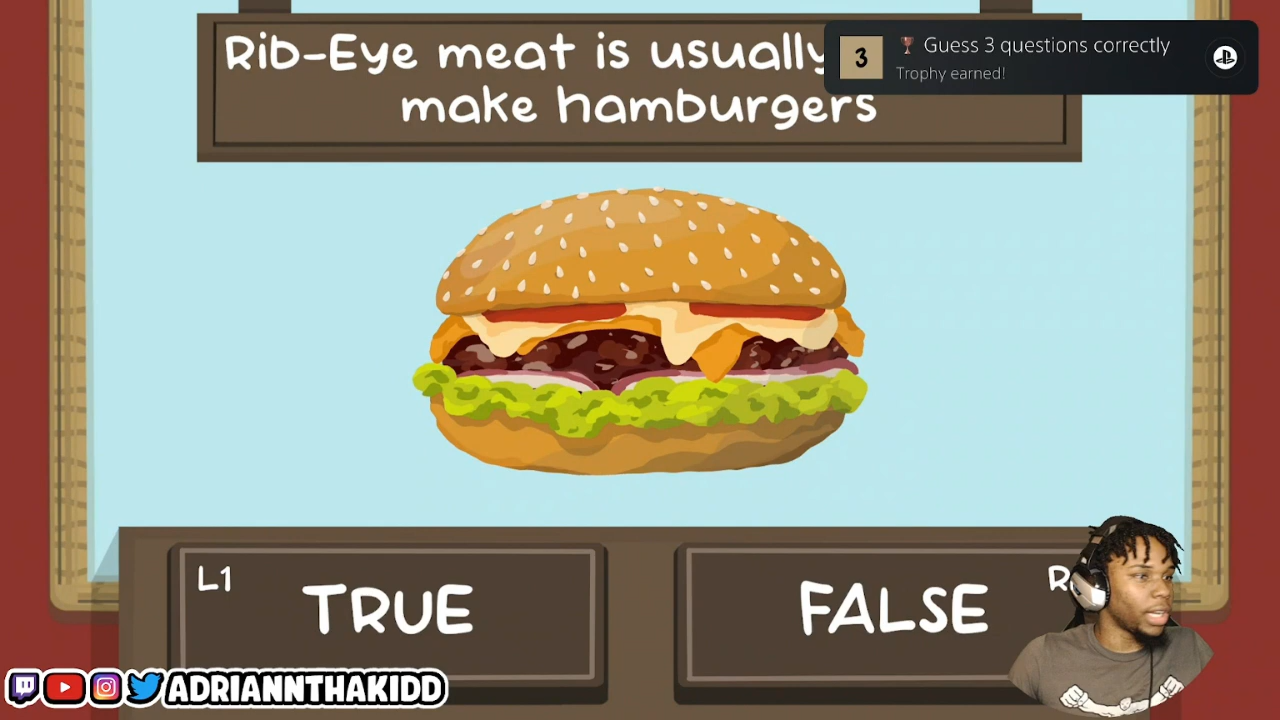 Rib-Eye meat is usually
make hamburgers
3
Guess 3 questions correctly
Trophy earned!
L1
TRUE
FALSE
R
ADRIANNTHAKIDD